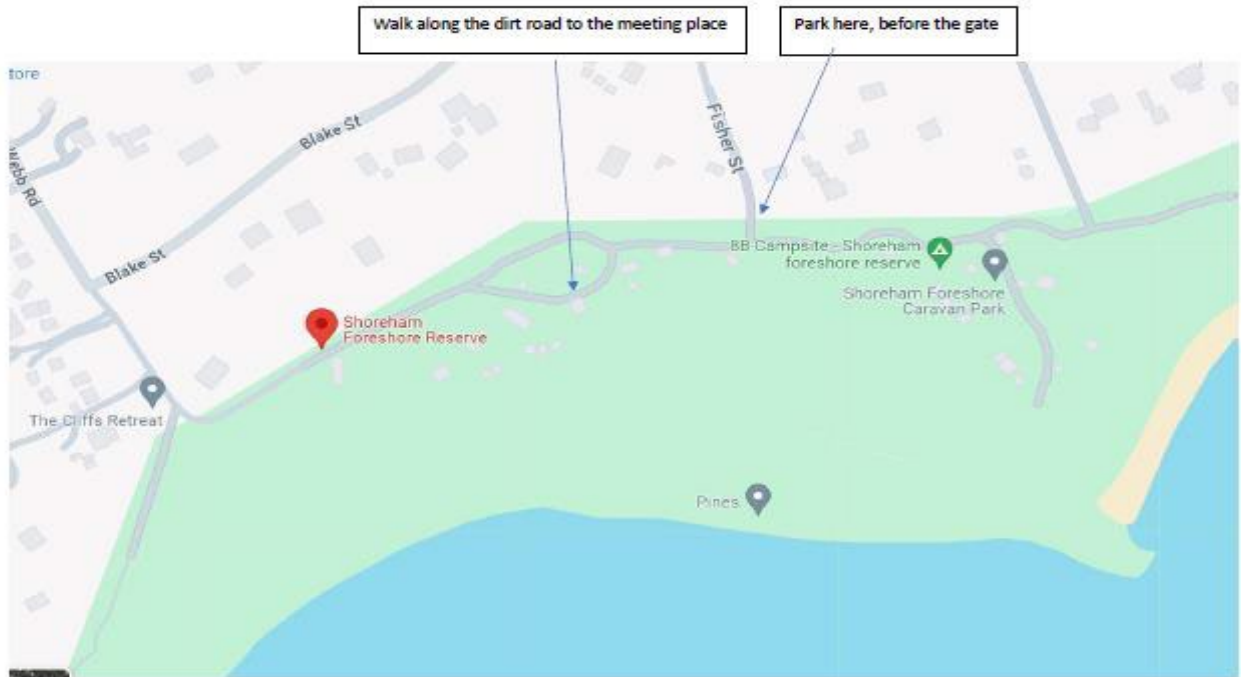 Walk along the dirt road to the meeting place
Park here, before the gate
tore
Blake St
Fisher St
Webb Rd
Blake St
BB Campsite - Shoreham
foreshore reserve
Shoreham Foreshore
Caravan Park
Shoreham
Foreshore Reserve
The Cliffs Retreat
Pines